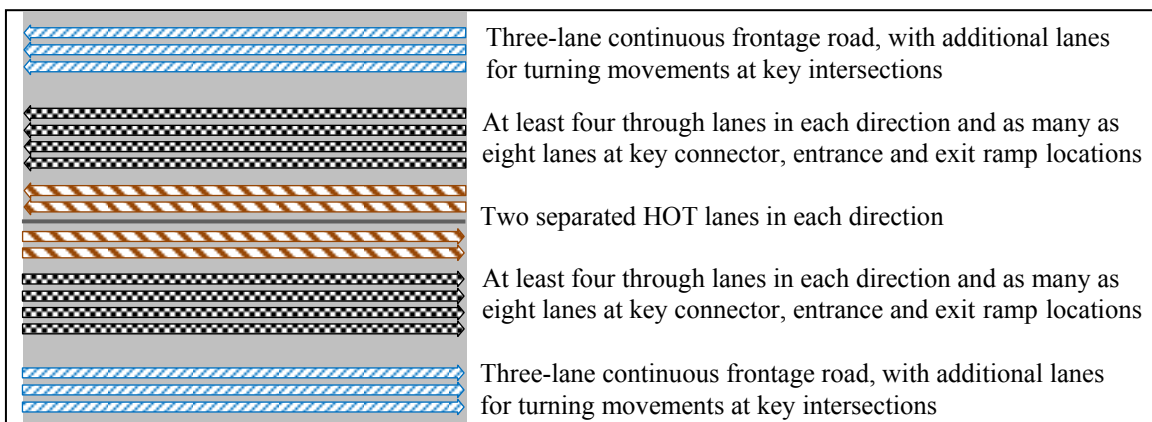 Three-lane continuous frontage road, with additional lanes
for turning movements at key intersections
At least four through lanes in each direction and as many as
eight lanes at key connector, entrance and exit ramp locations
Two separated HOT lanes in each direction
At least four through lanes in each direction and as many as
eight lanes at key connector, entrance and exit ramp locations
Three-lane continuous frontage road, with additional lanes
for turning movements at key intersections